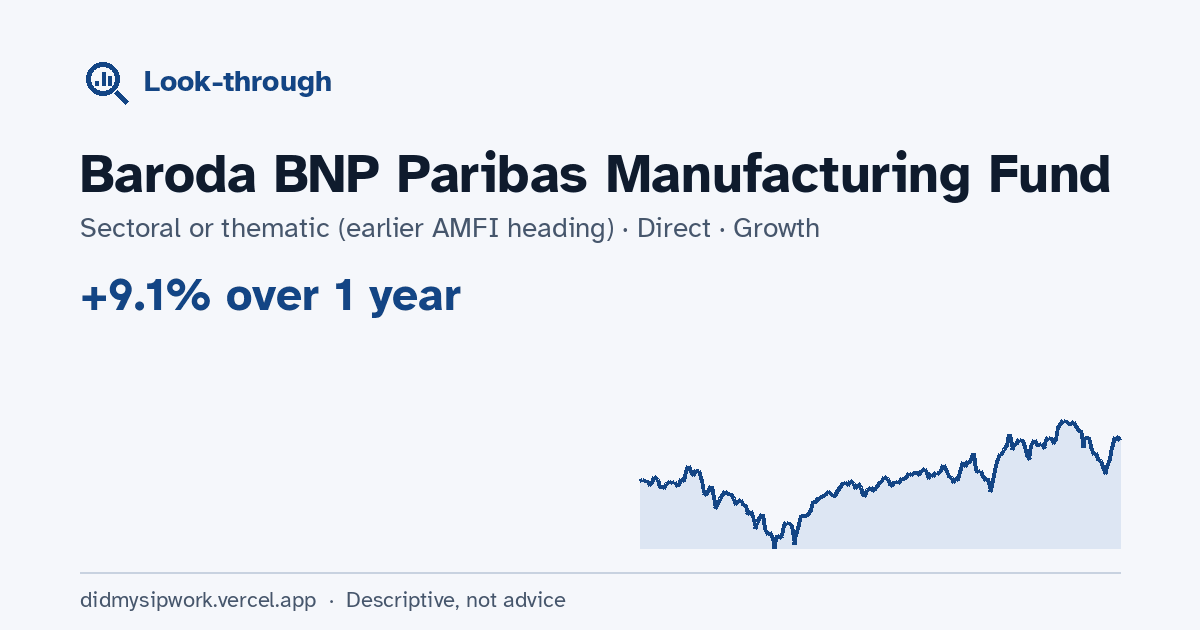 Look-through
Baroda BNP Paribas Manufacturing Fund
Sectoral or thematic (earlier AMFI heading) · Direct · Growth
+9.1% over 1 year
didmysipwork.vercel.app · Descriptive, not advice